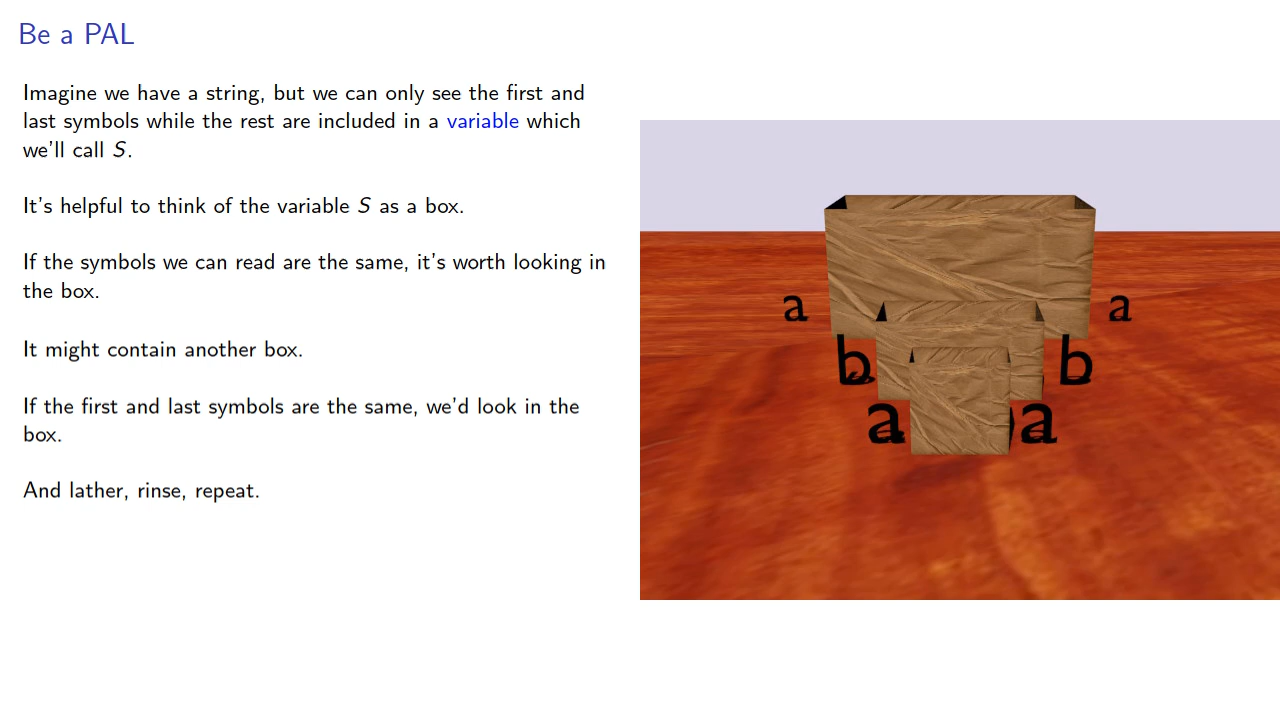 Be a PAL
Imagine we have a string, but we can only see the first and
last symbols while the rest are included in a variable which
we'll call S.
It's helpful to think of the variable S as a box.
If the symbols we can read are the same, it's worth looking in
the box.
It might contain another box.
If the first and last symbols are the same, we'd look in the
box.
And lather, rinse, repeat.
a a
b b
a a